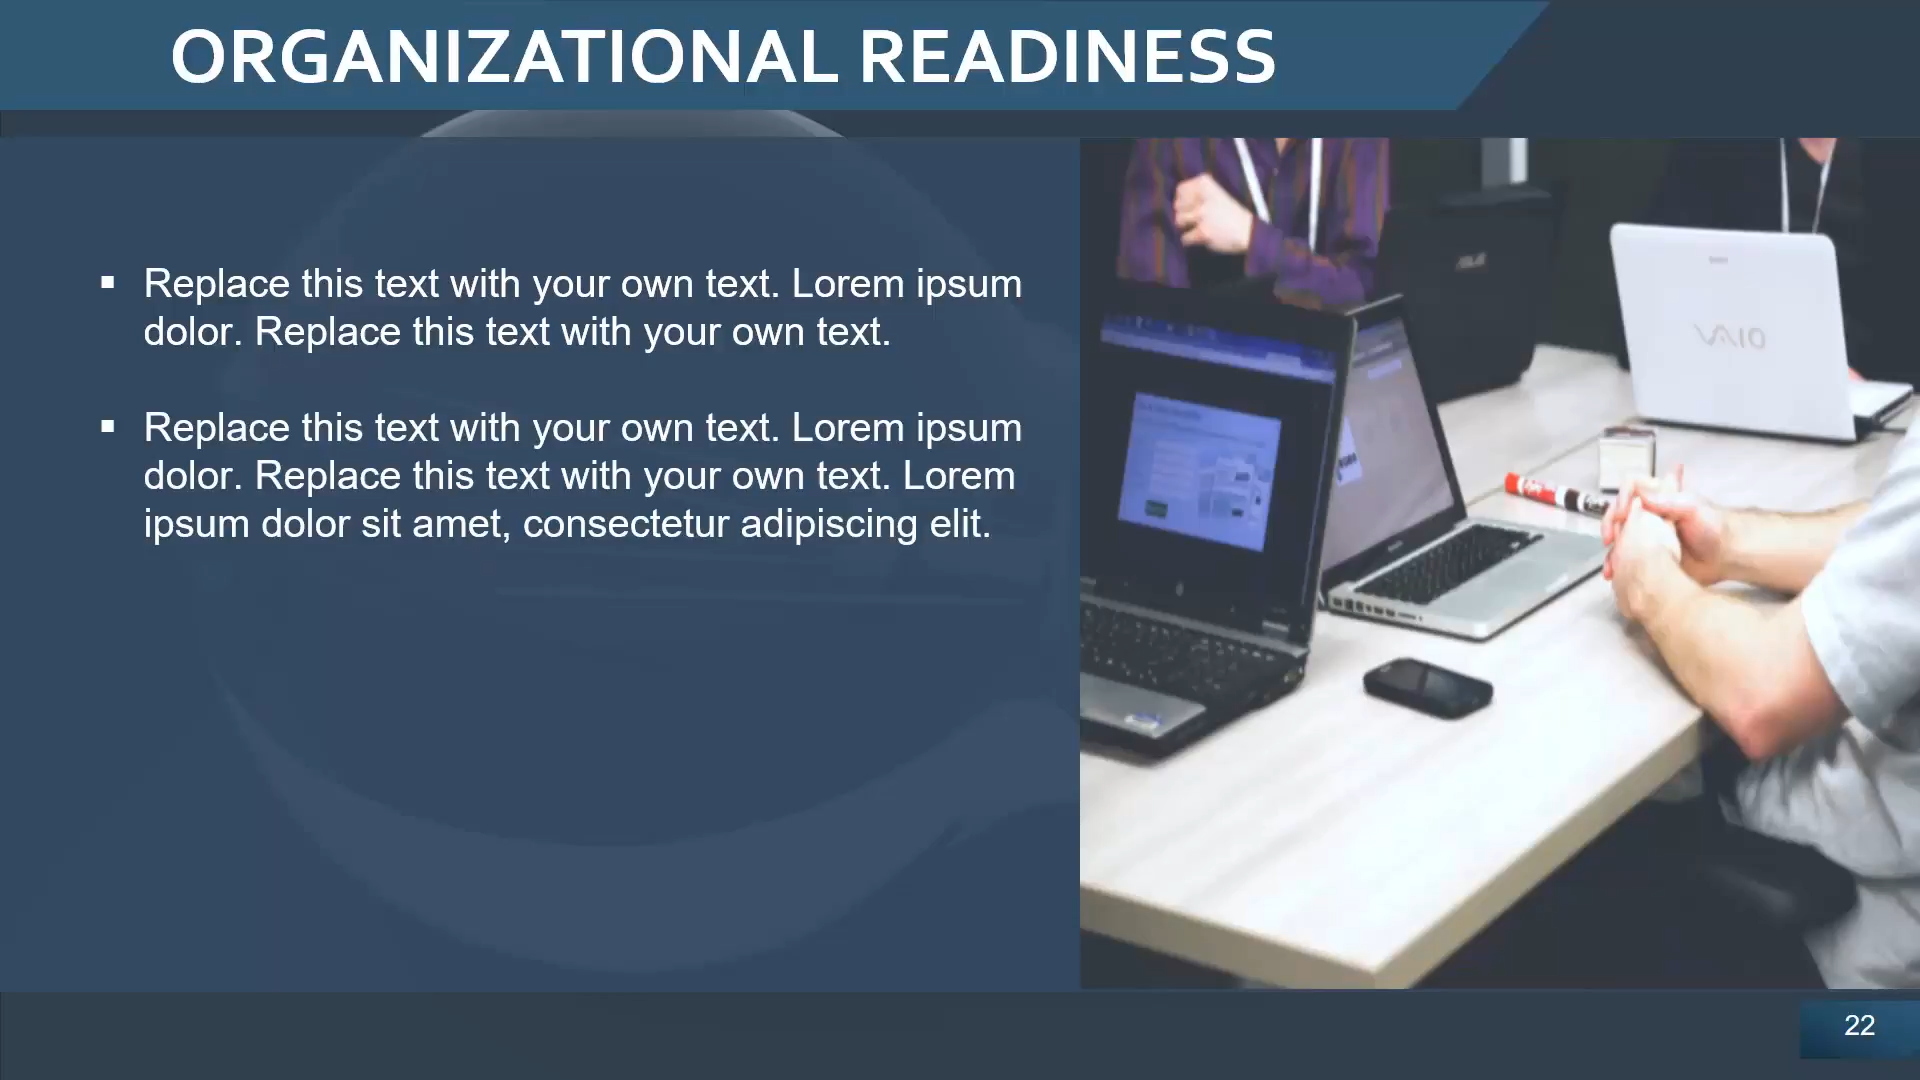 ORGANIZATIONAL READINESS
▪ Replace this text with your own text. Lorem ipsum
dolor. Replace this text with your own text.
▪ Replace this text with your own text. Lorem ipsum
dolor. Replace this text with your own text. Lorem
ipsum dolor sit amet, consectetur adipiscing elit.
ASUS
VAIO
22